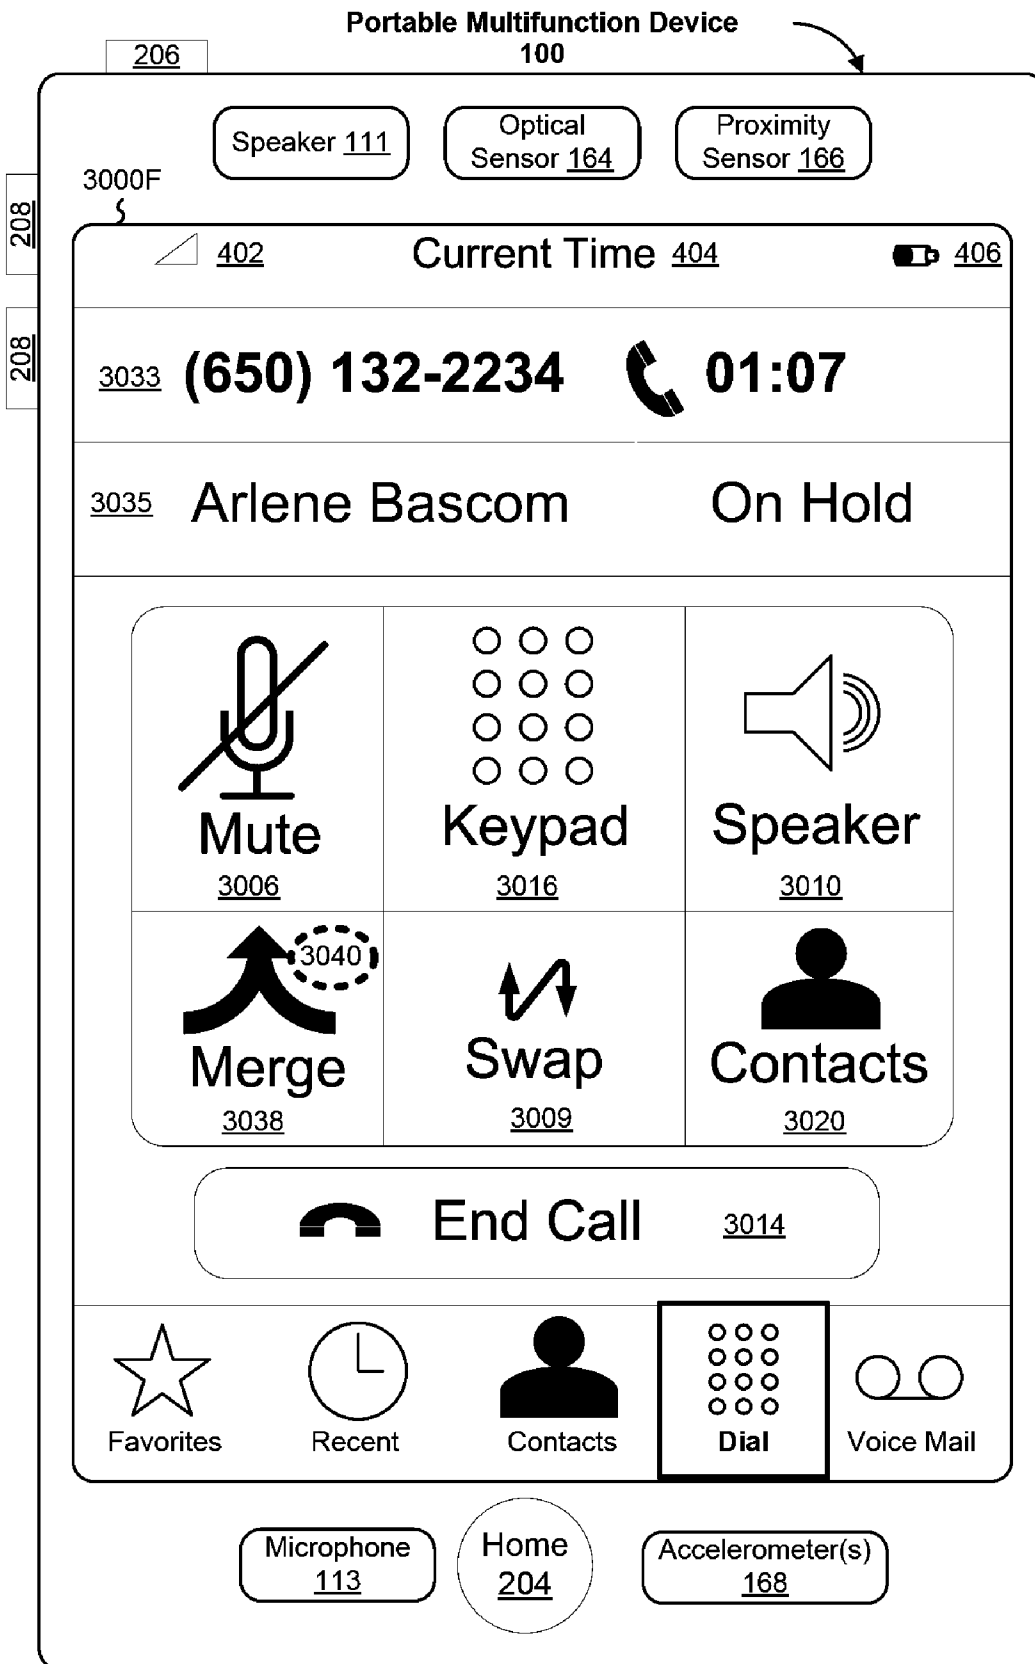 Portable Multifunction Device
100
206
Speaker 111
Optical
Sensor 164
Proximity
Sensor 166
3000F
208
208
402
Current Time 404
406
3033 (650) 132-2234 01:07
3035 Arlene Bascom On Hold
Mute
3006
Keypad
3016
Speaker
3010
3040
Merge
3038
Swap
3009
Contacts
3020
End Call 3014
Favorites
Recent
Contacts
Dial
Voice Mail
Microphone
113
Home
204
Accelerometer(s)
168